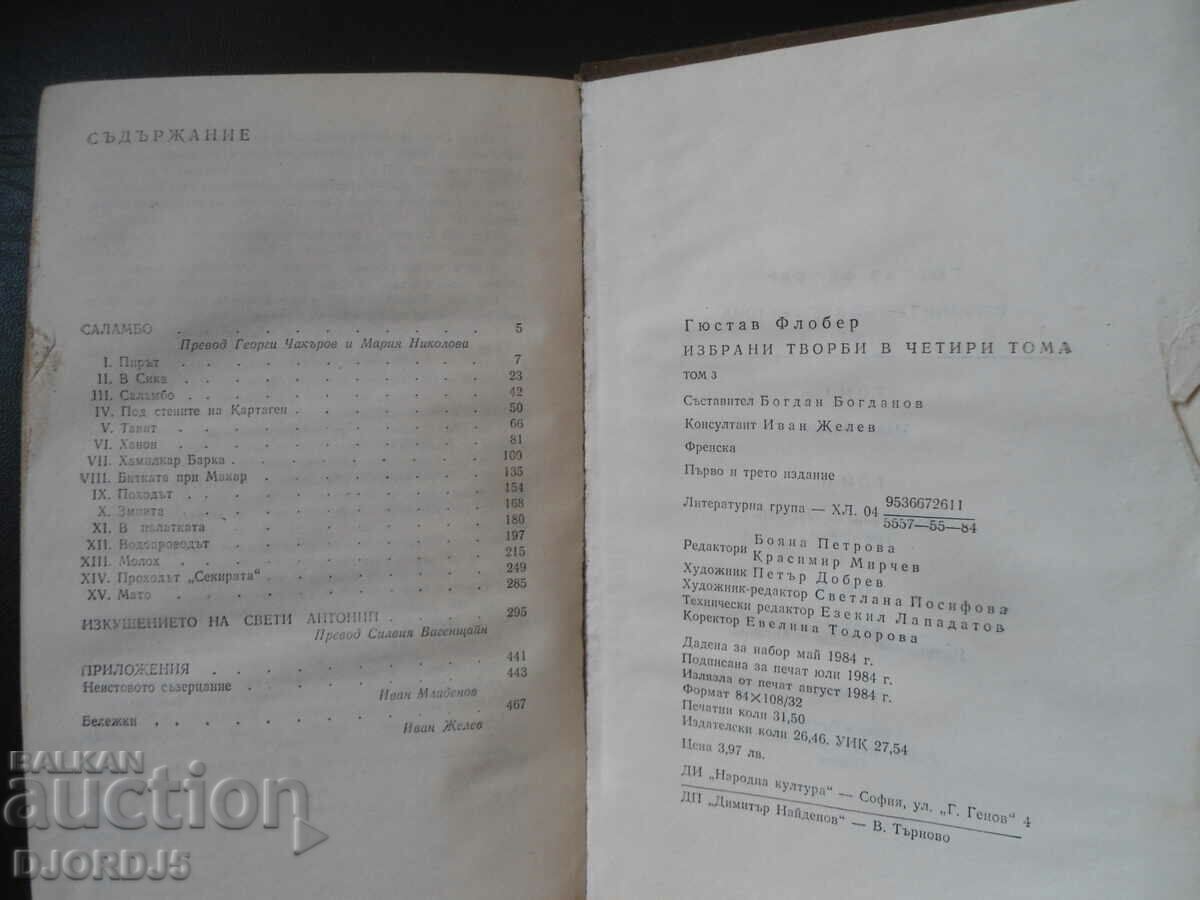 СЪДЪРЖАНИЕ
САЛАМБО . . . . . . . . . . . . 5
Превод Георги Чахъров и Мария Николова
I. Пирът . . . . . . . . . . . . 7
II. В Сика . . . . . . . . . . . . 23
III. Саламбо . . . . . . . . . . . . 42
IV. Под стените на Картаген . . . . . . . 50
V. Танит . . . . . . . . . . . . 66
VI. Ханон . . . . . . . . . . . . 81
VII. Хамилкар Барка . . . . . . . . . . 109
VIII. Битката при Макар . . . . . . . . . 135
IX. Походът . . . . . . . . . . . . 154
X. Змията . . . . . . . . . . . . 168
XI. В палатката . . . . . . . . . . . 180
XII. Водопроводът . . . . . . . . . . 197
XIII. Молох . . . . . . . . . . . . 215
XIV. Проходът „Секирата“ . . . . . . . . 249
XV. Мато . . . . . . . . . . . . 285
ИЗКУШЕНИЕТО НА СВЕТИ АНТОНИЙ . . . . . 295
Превод Силвия Вагенщайн
ПРИЛОЖЕНИЯ . . . . . . . . . . . 441
Неистовото съзерцание . . . . . . . . . 443
Иван Младенов
Бележки . . . . . . . . . . . . 467
Иван Желев
Гюстав Флобер
ИЗБРАНИ ТВОРБИ В ЧЕТИРИ ТОМА
ТОМ 3
Съставител Богдан Богданов
Консултант Иван Желев
Френска
Първо и трето издание
Литературна група — ХЛ. 04 9536672611
5557—55—84
Редактори Бояна Петрова
Красимир Мирчев
Художник Петър Добрев
Художник-редактор Светлана Йосифова
Технически редактор Езекил Лападатов
Коректор Евелина Тодорова
Дадена за набор май 1984 г.
Подписана за печат юли 1984 г.
Излязла от печат август 1984 г.
Формат 84×108/32
Печатни коли 31,50
Издателски коли 26,46. УИК 27,54
Цена 3,97 лв.
ДИ „Народна култура“ — София, ул. „Г. Генов“ 4
ДП „Димитър Найденов“ — В. Търново
BALKAN
auction
DJORDJ5